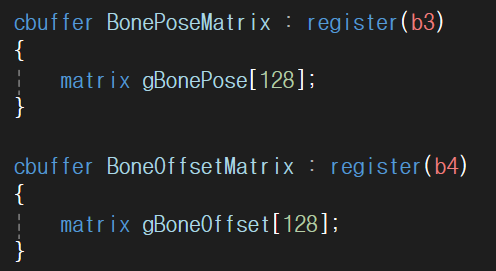 cbuffer BonePoseMatrix : register(b3)
{
matrix gBonePose[128];
}
cbuffer BoneOffsetMatrix : register(b4)
{
matrix gBoneOffset[128];
}